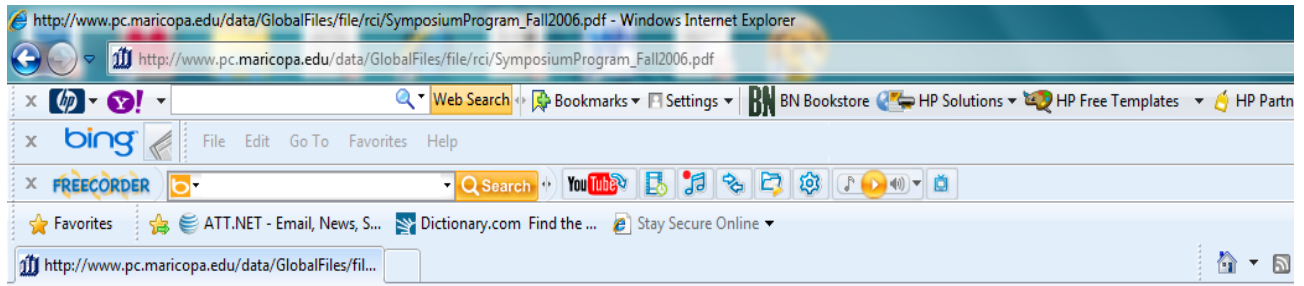 http://www.pc.maricopa.edu/data/GlobalFiles/file/rci/SymposiumProgram_Fall2006.pdf - Windows Internet Explorer
http://www.pc.maricopa.edu/data/GlobalFiles/file/rci/SymposiumProgram_Fall2006.pdf
x hp Y! Web Search Bookmarks Settings BN BN Bookstore HP Solutions HP Free Templates HP Partn
x bing File Edit Go To Favorites Help
x FREECORDER Search YouTube
Favorites ATT.NET - Email, News, S... Dictionary.com Find the ... Stay Secure Online
http://www.pc.maricopa.edu/data/GlobalFiles/fil...